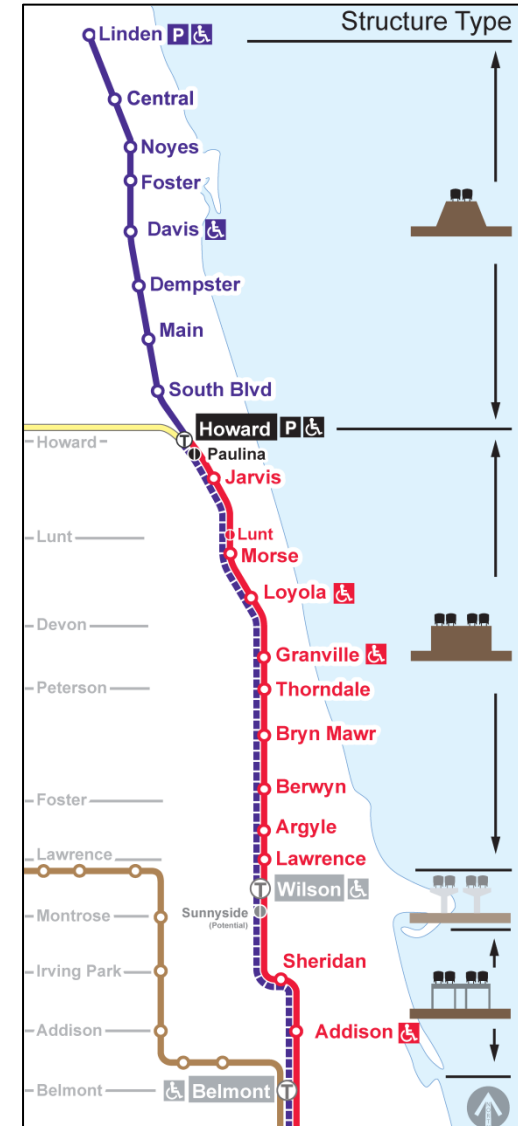 Structure Type
Linden P
Central
Noyes
Foster
Davis
Dempster
Main
South Blvd
T Howard P
Howard
Paulina
Jarvis
Lunt
Lunt
Morse
Loyola
Devon
Granville
Peterson
Thorndale
Bryn Mawr
Berwyn
Foster
Argyle
Lawrence
Lawrence
T Wilson
Sunnyside
(Potential)
Montrose
Sheridan
Irving Park
Addison
Addison
Belmont
Belmont T